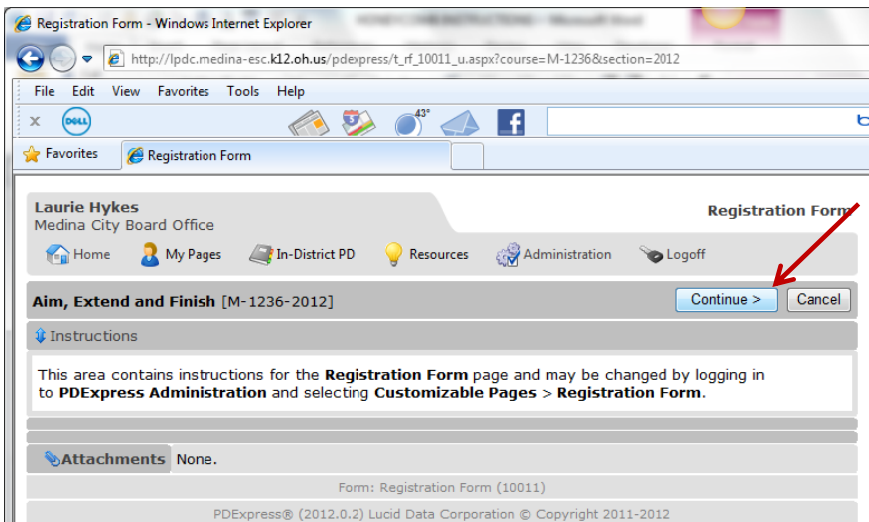 Registration Form - Windows Internet Explorer
http://lpdc.medina-esc.k12.oh.us/pdexpress/t_rf_10011_u.aspx?course=M-1236&section=2012
File Edit View Favorites Tools Help
x DELL 43° f b
Favorites Registration Form
Laurie Hykes Registration Form
Medina City Board Office
Home My Pages In-District PD Resources Administration Logoff
Aim, Extend and Finish [M-1236-2012] Continue > Cancel
Instructions
This area contains instructions for the Registration Form page and may be changed by logging in
to PDExpress Administration and selecting Customizable Pages > Registration Form.
Attachments None.
Form: Registration Form (10011)
PDExpress® (2012.0.2) Lucid Data Corporation © Copyright 2011-2012